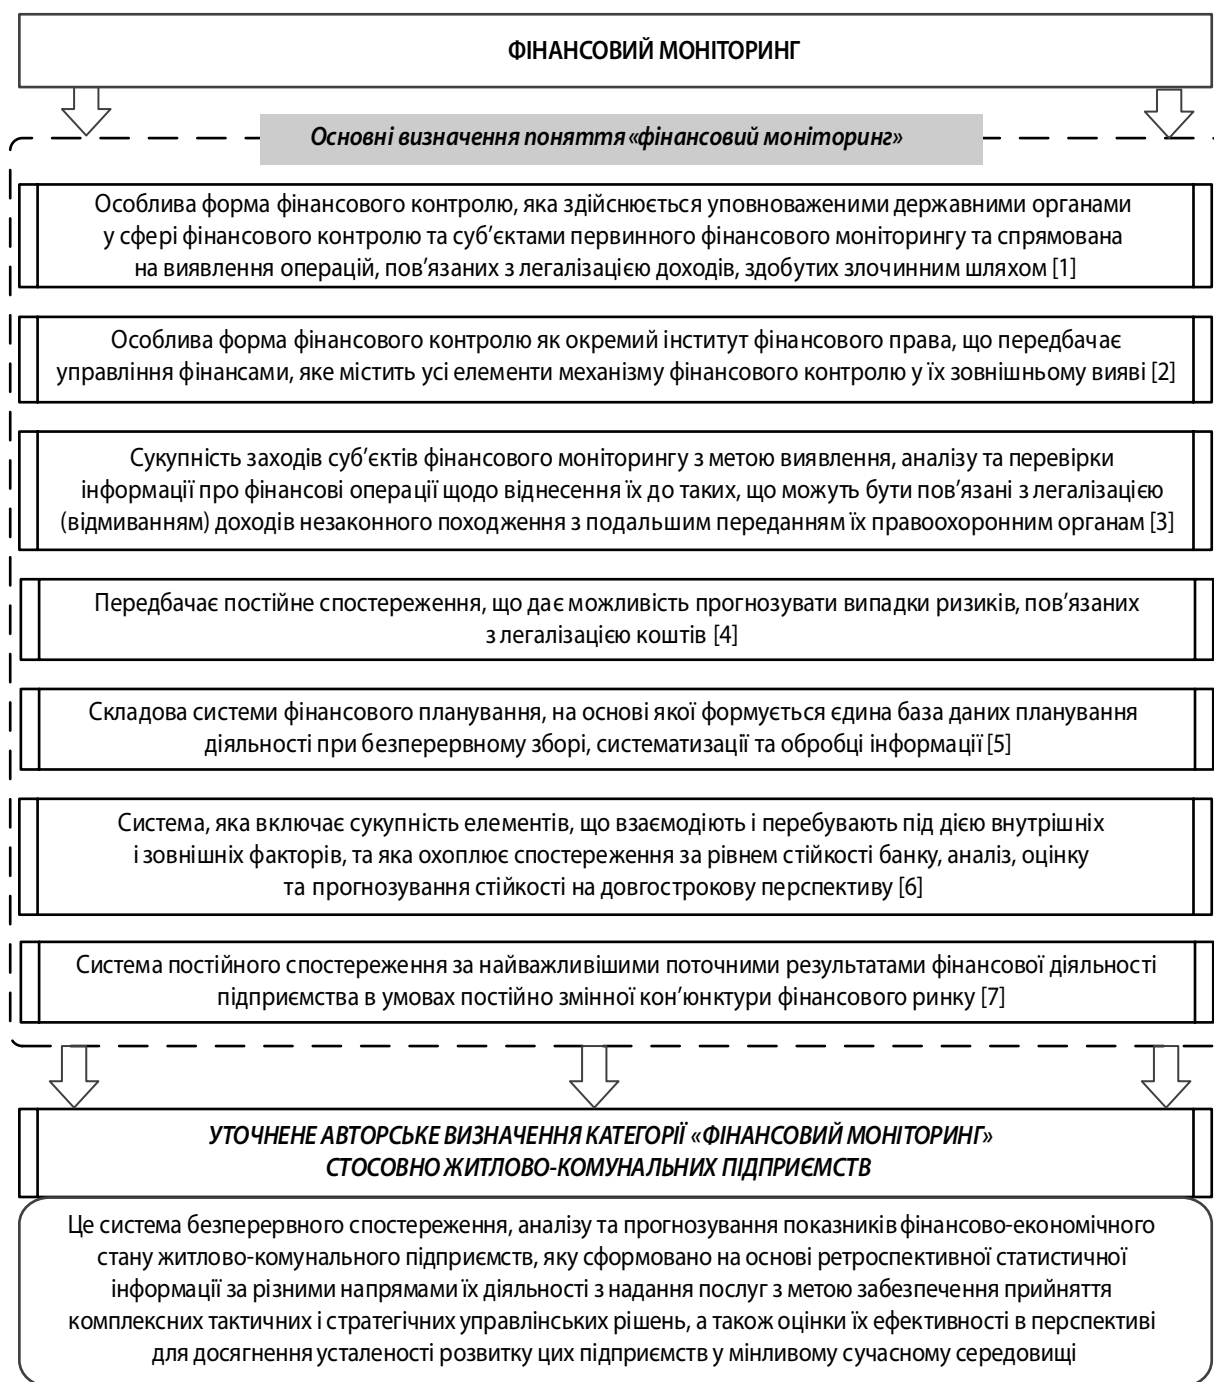 ФІНАНСОВИЙ МОНІТОРИНГ
Основні визначення поняття «фінансовий моніторинг»
Особлива форма фінансового контролю, яка здійснюється уповноваженими державними органами
у сфері фінансового контролю та суб’єктами первинного фінансового моніторингу та спрямована
на виявлення операцій, пов’язаних з легалізацією доходів, здобутих злочинним шляхом [1]
Особлива форма фінансового контролю як окремий інститут фінансового права, що передбачає
управління фінансами, яке містить усі елементи механізму фінансового контролю у їх зовнішньому вияві [2]
Сукупність заходів суб’єктів фінансового моніторингу з метою виявлення, аналізу та перевірки
інформації про фінансові операції щодо віднесення їх до таких, що можуть бути пов’язані з легалізацією
(відмиванням) доходів незаконного походження з подальшим переданням їх правоохоронним органам [3]
Передбачає постійне спостереження, що дає можливість прогнозувати випадки ризиків, пов’язаних
з легалізацією коштів [4]
Складова системи фінансового планування, на основі якої формується єдина база даних планування
діяльності при безперервному зборі, систематизації та обробці інформації [5]
Система, яка включає сукупність елементів, що взаємодіють і перебувають під дією внутрішніх
і зовнішніх факторів, та яка охоплює спостереження за рівнем стійкості банку, аналіз, оцінку
та прогнозування стійкості на довгострокову перспективу [6]
Система постійного спостереження за найважливішими поточними результатами фінансової діяльності
підприємства в умовах постійно змінної кон’юнктури фінансового ринку [7]
УТОЧНЕНЕ АВТОРСЬКЕ ВИЗНАЧЕННЯ КАТЕГОРІЇ «ФІНАНСОВИЙ МОНІТОРИНГ»
СТОСОВНО ЖИТЛОВО-КОМУНАЛЬНИХ ПІДПРИЄМСТВ
Це система безперервного спостереження, аналізу та прогнозування показників фінансово-економічного
стану житлово-комунального підприємств, яку сформовано на основі ретроспективної статистичної
інформації за різними напрямами їх діяльності з надання послуг з метою забезпечення прийняття
комплексних тактичних і стратегічних управлінських рішень, а також оцінки їх ефективності в перспективі
для досягнення усталеності розвитку цих підприємств у мінливому сучасному середовищі